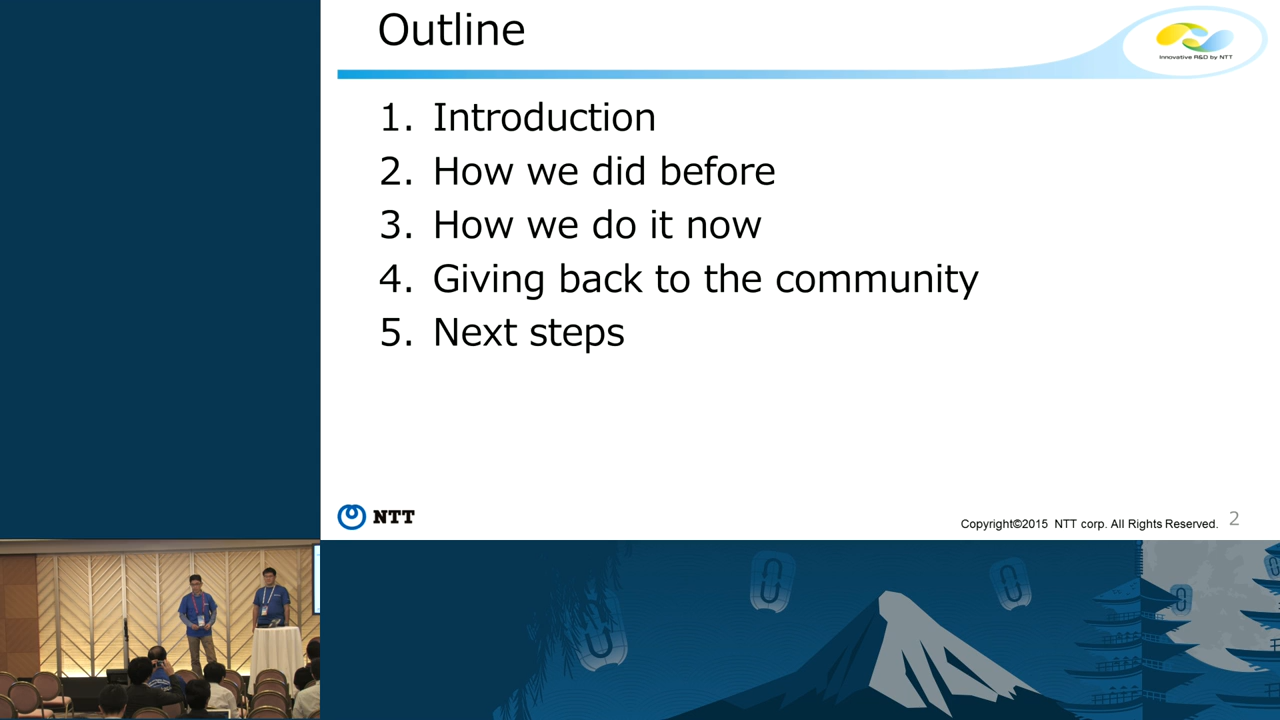 Outline
Innovative R&D by NTT
1. Introduction
2. How we did before
3. How we do it now
4. Giving back to the community
5. Next steps
NTT
Copyright©2015 NTT corp. All Rights Reserved.
2